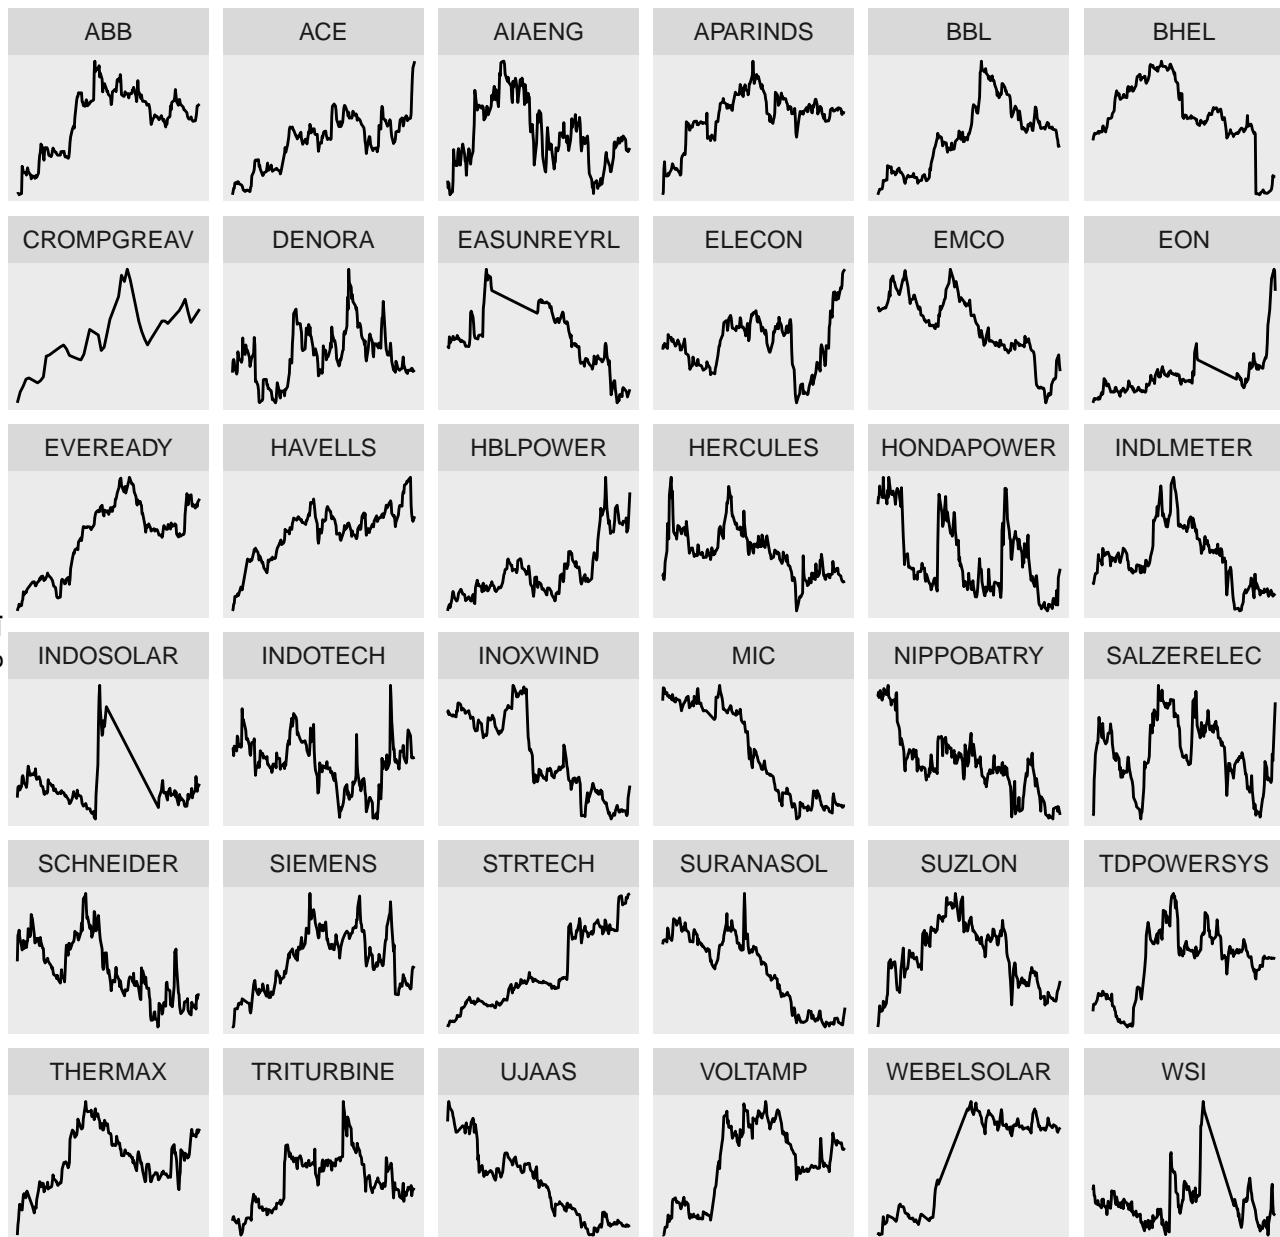 ABB ACE AIAENG APARINDS BBL BHEL
CROMPGREAV DENORA EASUNREYRL ELECON EMCO EON
EVEREADY HAVELLS HBLPOWER HERCULES HONDAPOWER INDLMETER
INDOSOLAR INDOTECH INOXWIND MIC NIPPOBATRY SALZERELEC
SCHNEIDER SIEMENS STRTECH SURANASOL SUZLON TDPOWERSYS
THERMAX TRITURBINE UJAAS VOLTAMP WEBELSOLAR WSI